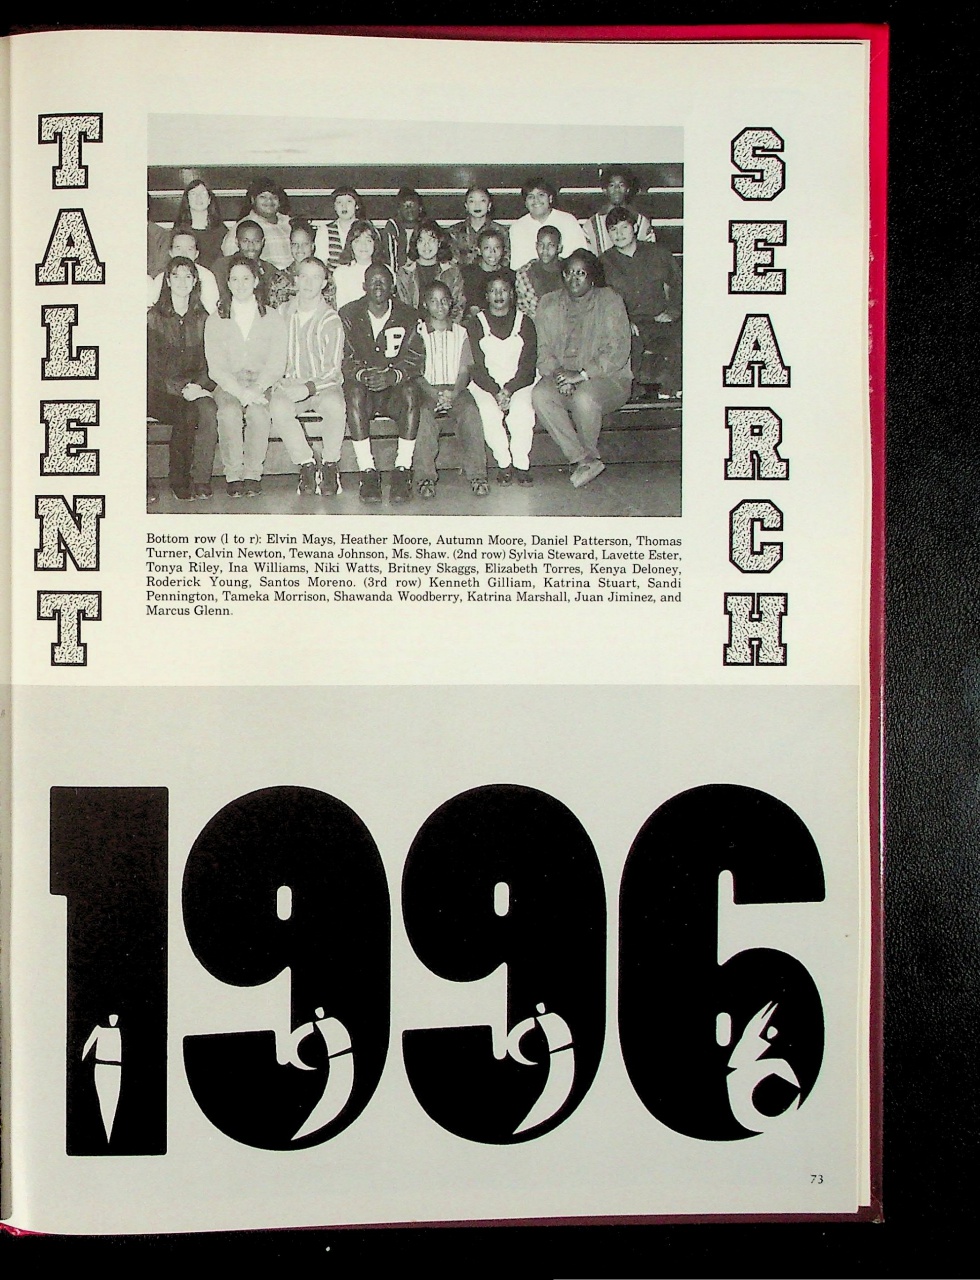 TALENT
SEARCH
Bottom row (l to r): Elvin Mays, Heather Moore, Autumn Moore, Daniel Patterson, Thomas
Turner, Calvin Newton, Tewana Johnson, Ms. Shaw. (2nd row) Sylvia Steward, Lavette Ester,
Tonya Riley, Ina Williams, Niki Watts, Britney Skaggs, Elizabeth Torres, Kenya Deloney,
Roderick Young, Santos Moreno. (3rd row) Kenneth Gilliam, Katrina Stuart, Sandi
Pennington, Tameka Morrison, Shawanda Woodberry, Katrina Marshall, Juan Jiminez, and
Marcus Glenn.
1996
73